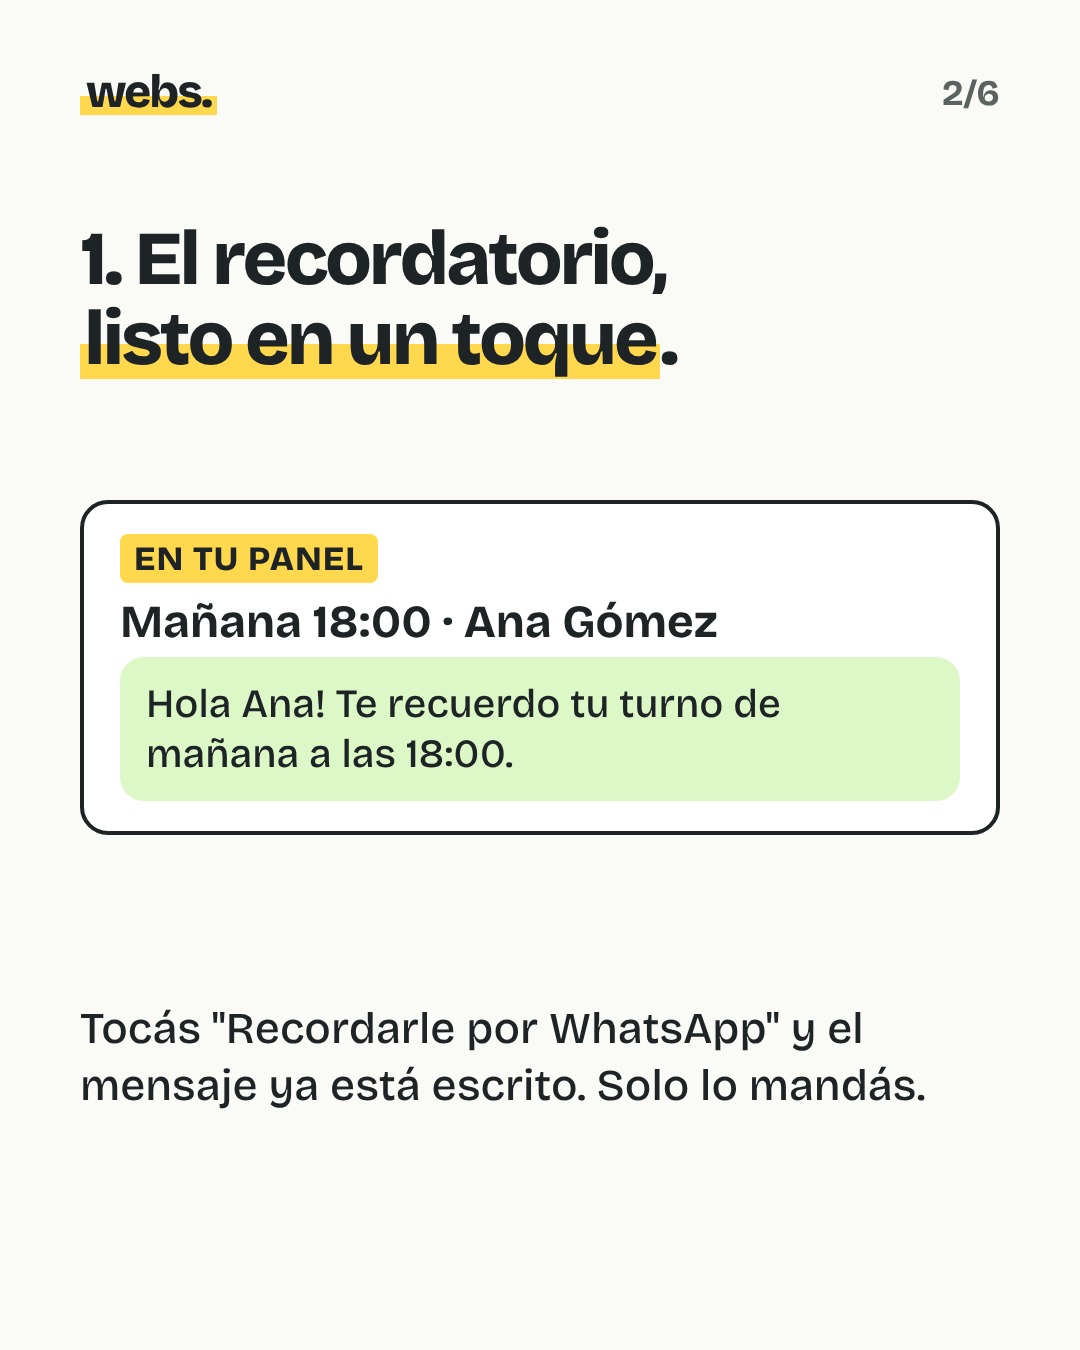 webs.
2/6
1. El recordatorio,
listo en un toque.
EN TU PANEL
Mañana 18:00 · Ana Gómez
Hola Ana! Te recuerdo tu turno de
mañana a las 18:00.
Tocás "Recordarle por WhatsApp" y el
mensaje ya está escrito. Solo lo mandás.